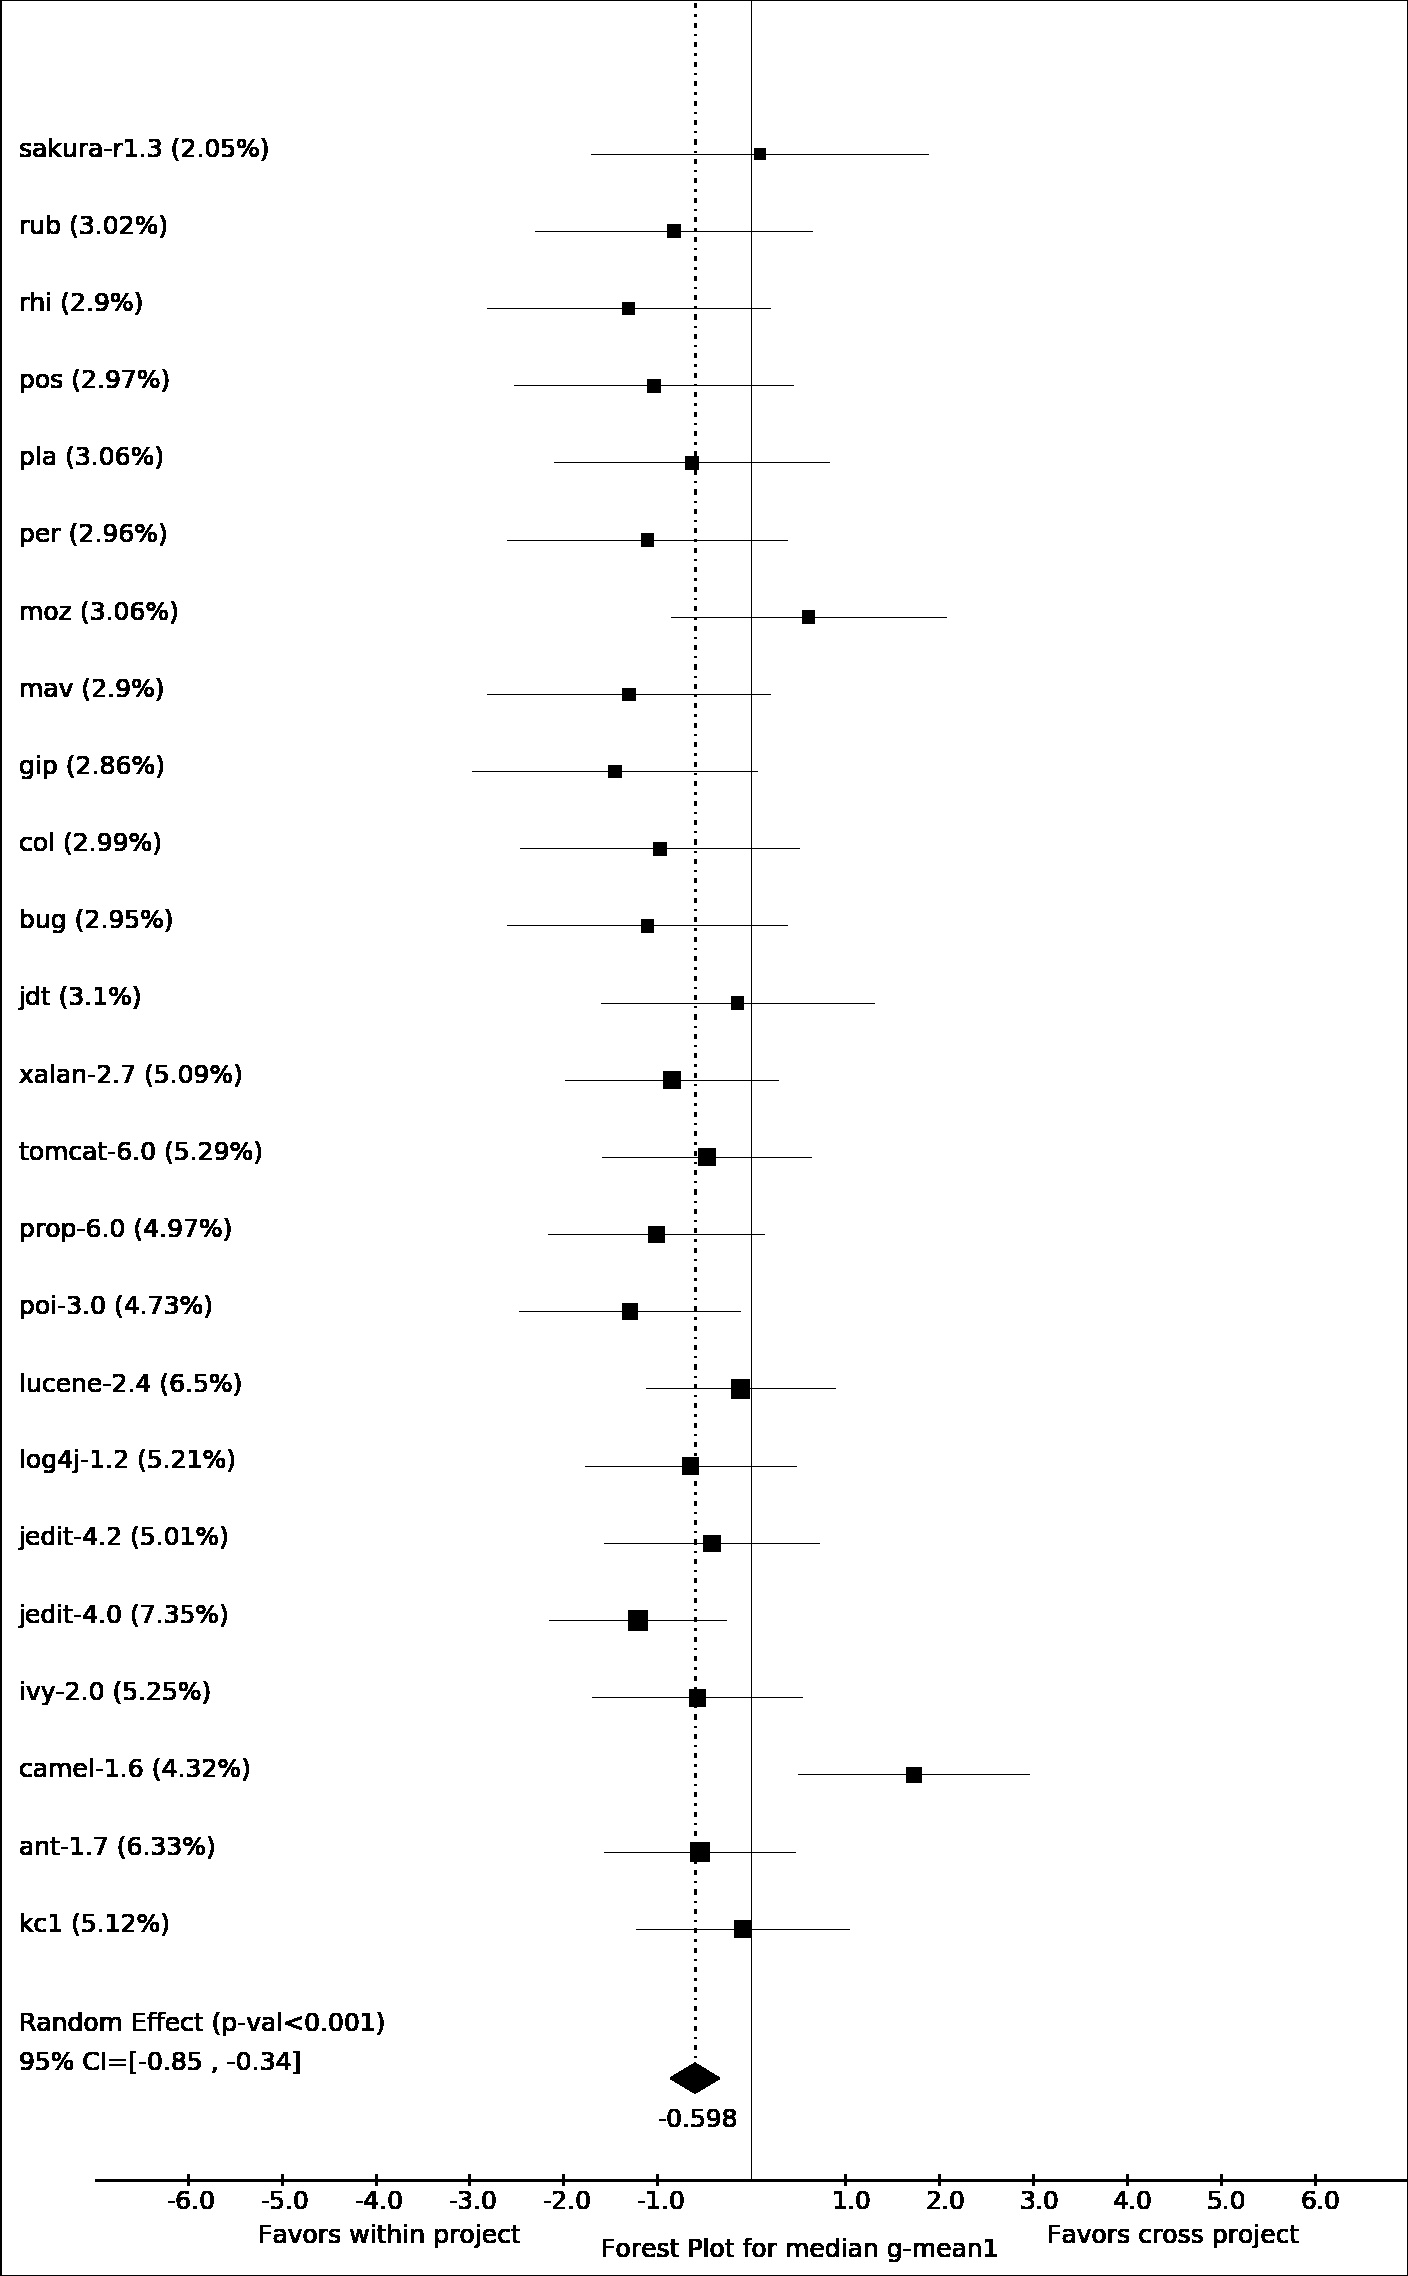 sakura-r1.3 (2.05%)
rub (3.02%)
rhi (2.9%)
pos (2.97%)
pla (3.06%)
per (2.96%)
moz (3.06%)
mav (2.9%)
gip (2.86%)
col (2.99%)
bug (2.95%)
jdt (3.1%)
xalan-2.7 (5.09%)
tomcat-6.0 (5.29%)
prop-6.0 (4.97%)
poi-3.0 (4.73%)
lucene-2.4 (6.5%)
log4j-1.2 (5.21%)
jedit-4.2 (5.01%)
jedit-4.0 (7.35%)
ivy-2.0 (5.25%)
camel-1.6 (4.32%)
ant-1.7 (6.33%)
kc1 (5.12%)
Random Effect (p-val<0.001)
95% CI=[-0.85 , -0.34]
-0.598
-6.0 -5.0 -4.0 -3.0 -2.0 -1.0 1.0 2.0 3.0 4.0 5.0 6.0
Favors within project Favors cross project
Forest Plot for median g-mean1